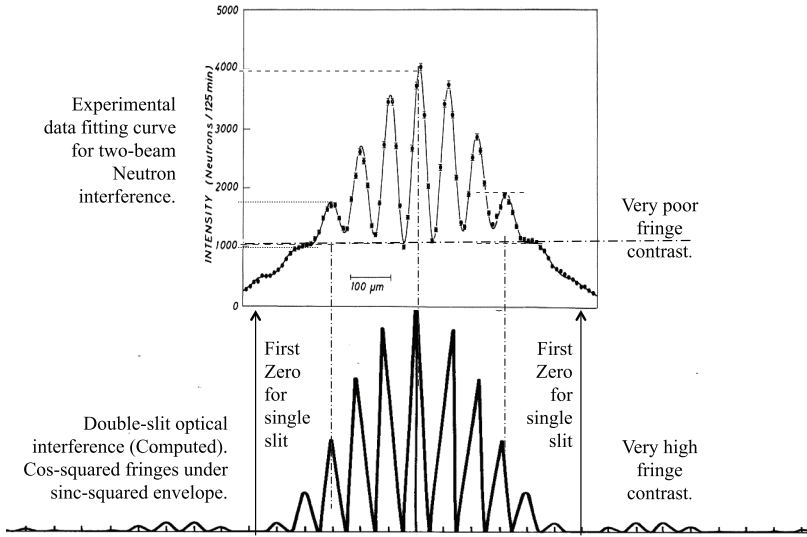 5000
4000
3000
2000
1000
0
INTENSITY (Neutrons / 125 min)
100 µm
Experimental
data fitting curve
for two-beam
Neutron
interference.
Very poor
fringe
contrast.
First
Zero
for
single
slit
First
Zero
for
single
slit
Double-slit optical
interference (Computed).
Cos-squared fringes under
sinc-squared envelope.
Very high
fringe
contrast.